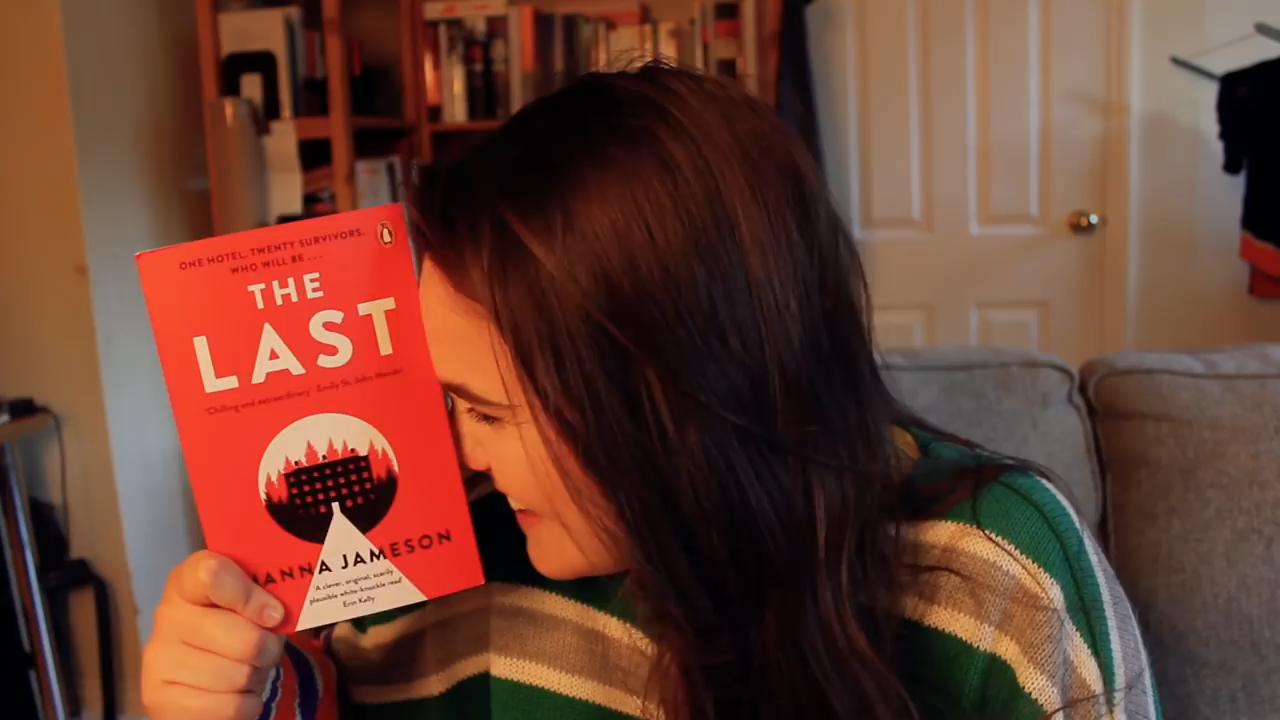 ONE HOTEL. TWENTY SURVIVORS.
WHO WILL BE...
THE
LAST
'Chilling and extraordinary' Emily St. John Mandel
HANNA JAMESON
'A clever, original, scarily
plausible white-knuckle read'
Erin Kelly